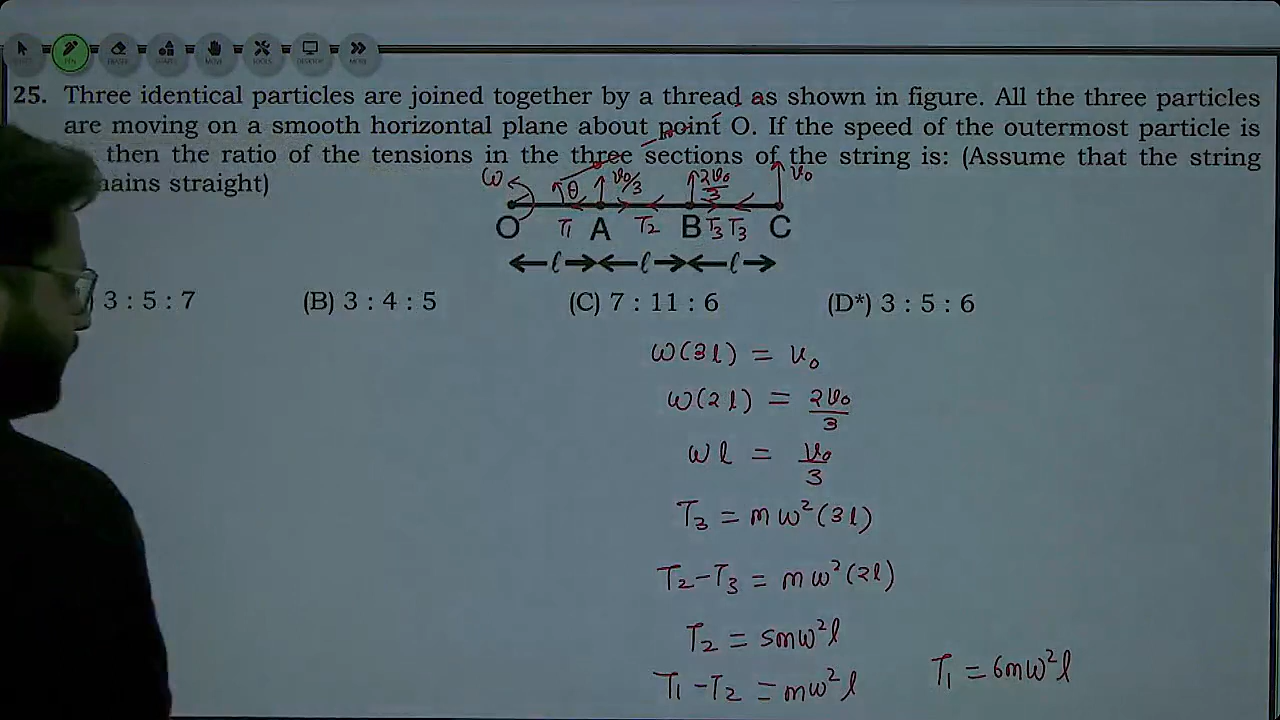 25. Three identical particles are joined together by a thread as shown in figure. All the three particles
are moving on a smooth horizontal plane about point O. If the speed of the outermost particle is
then the ratio of the tensions in the three sections of the string is: (Assume that the string
ains straight)
ω θ v₀/3 2v₀/3 v₀
O T₁ A T₂ B T₃ T₃ C
ℓ ℓ ℓ
) 3 : 5 : 7 (B) 3 : 4 : 5 (C) 7 : 11 : 6 (D*) 3 : 5 : 6
ω(3l) = v₀
ω(2l) = 2v₀/3
ωl = v₀/3
T₃ = mω²(3l)
T₂-T₃ = mω²(2l)
T₂ = 5mω²l
T₁-T₂ = mω²l T₁ = 6mω²l